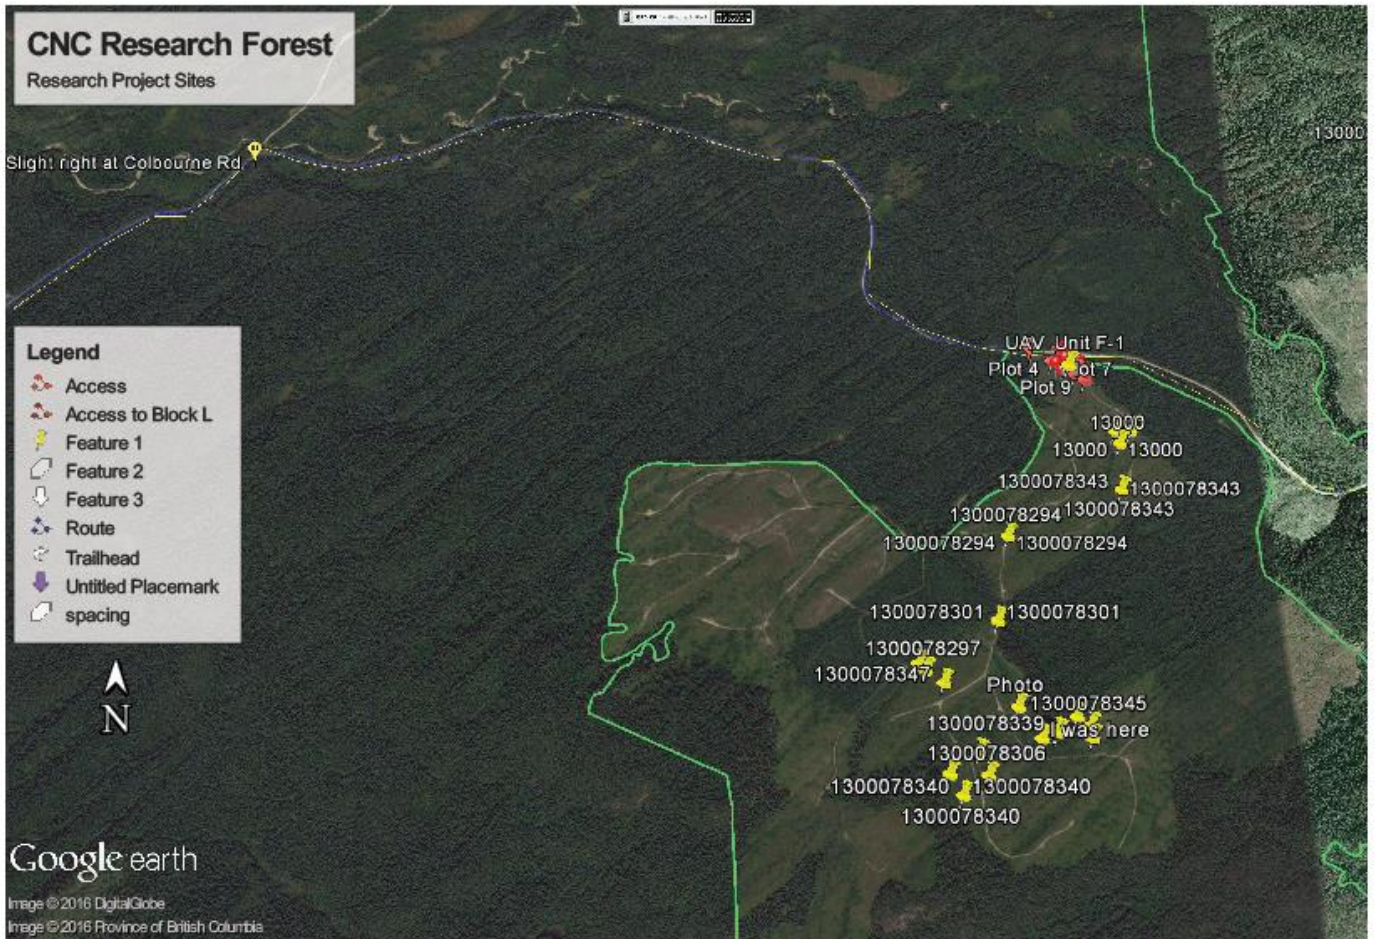 CNC Research Forest
Research Project Sites
13000
Slight right at Colbourne Rd.
Legend
Access
Access to Block L
Feature 1
Feature 2
Feature 3
Route
Trailhead
Untitled Placemark
spacing
N
UAV Unit F-1
Plot 4 ot 7
Plot 9
13000
13000 13000
1300078343 1300078343
1300078343
1300078294
1300078294 1300078294
1300078301 1300078301
1300078297
1300078347
Photo
1300078345
1300078339 I was here
1300078306
1300078340 1300078340
1300078340
Google earth
Image © 2016 DigitalGlobe
Image © 2016 Province of British Columbia